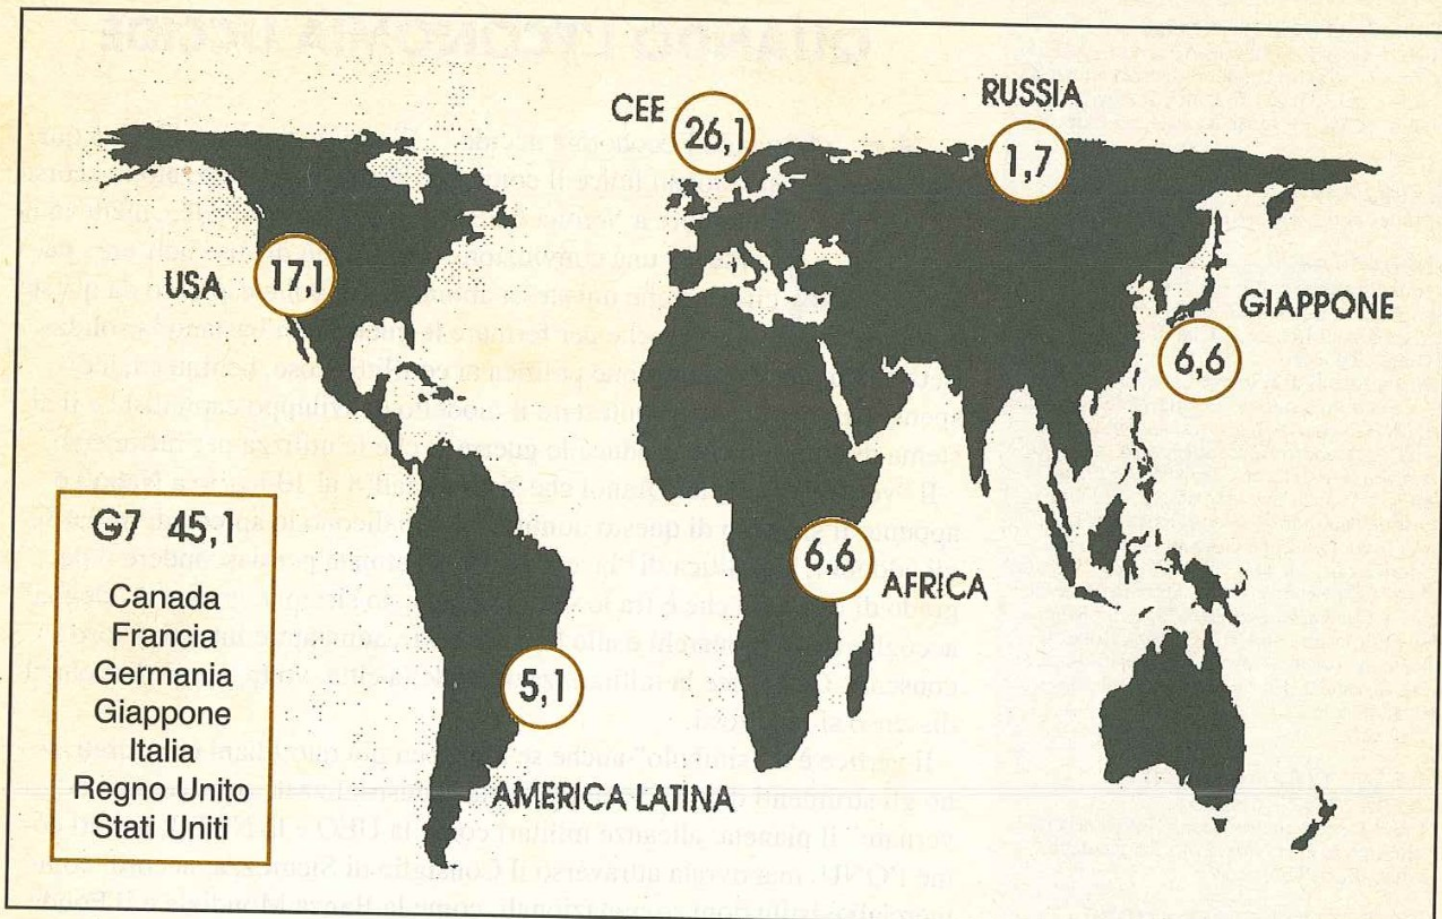 CEE
26,1
RUSSIA
1,7
USA
17,1
GIAPPONE
6,6
6,6
AFRICA
5,1
AMERICA LATINA
G7 45,1
Canada
Francia
Germania
Giappone
Italia
Regno Unito
Stati Uniti